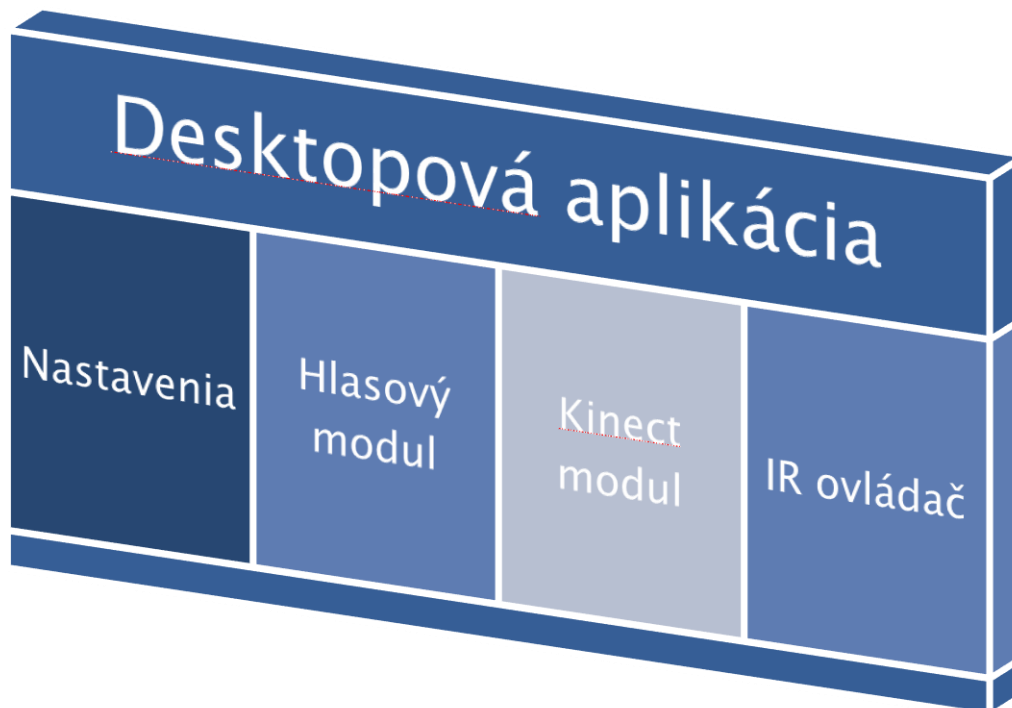 Desktopová aplikácia
Nastavenia
Hlasový
modul
Kinect
modul
IR ovládač